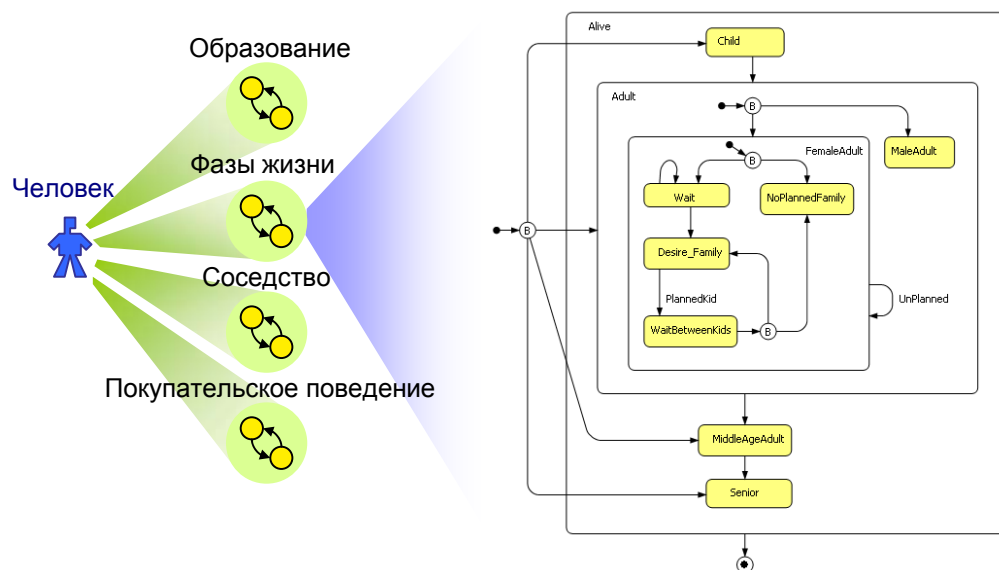 Образование
Фазы жизни
Человек
Соседство
Покупательское поведение
Alive
Child
Adult
B
MaleAdult
FemaleAdult
B
Wait
NoPlannedFamily
B
Desire_Family
PlannedKid
UnPlanned
WaitBetweenKids
B
MiddleAgeAdult
Senior